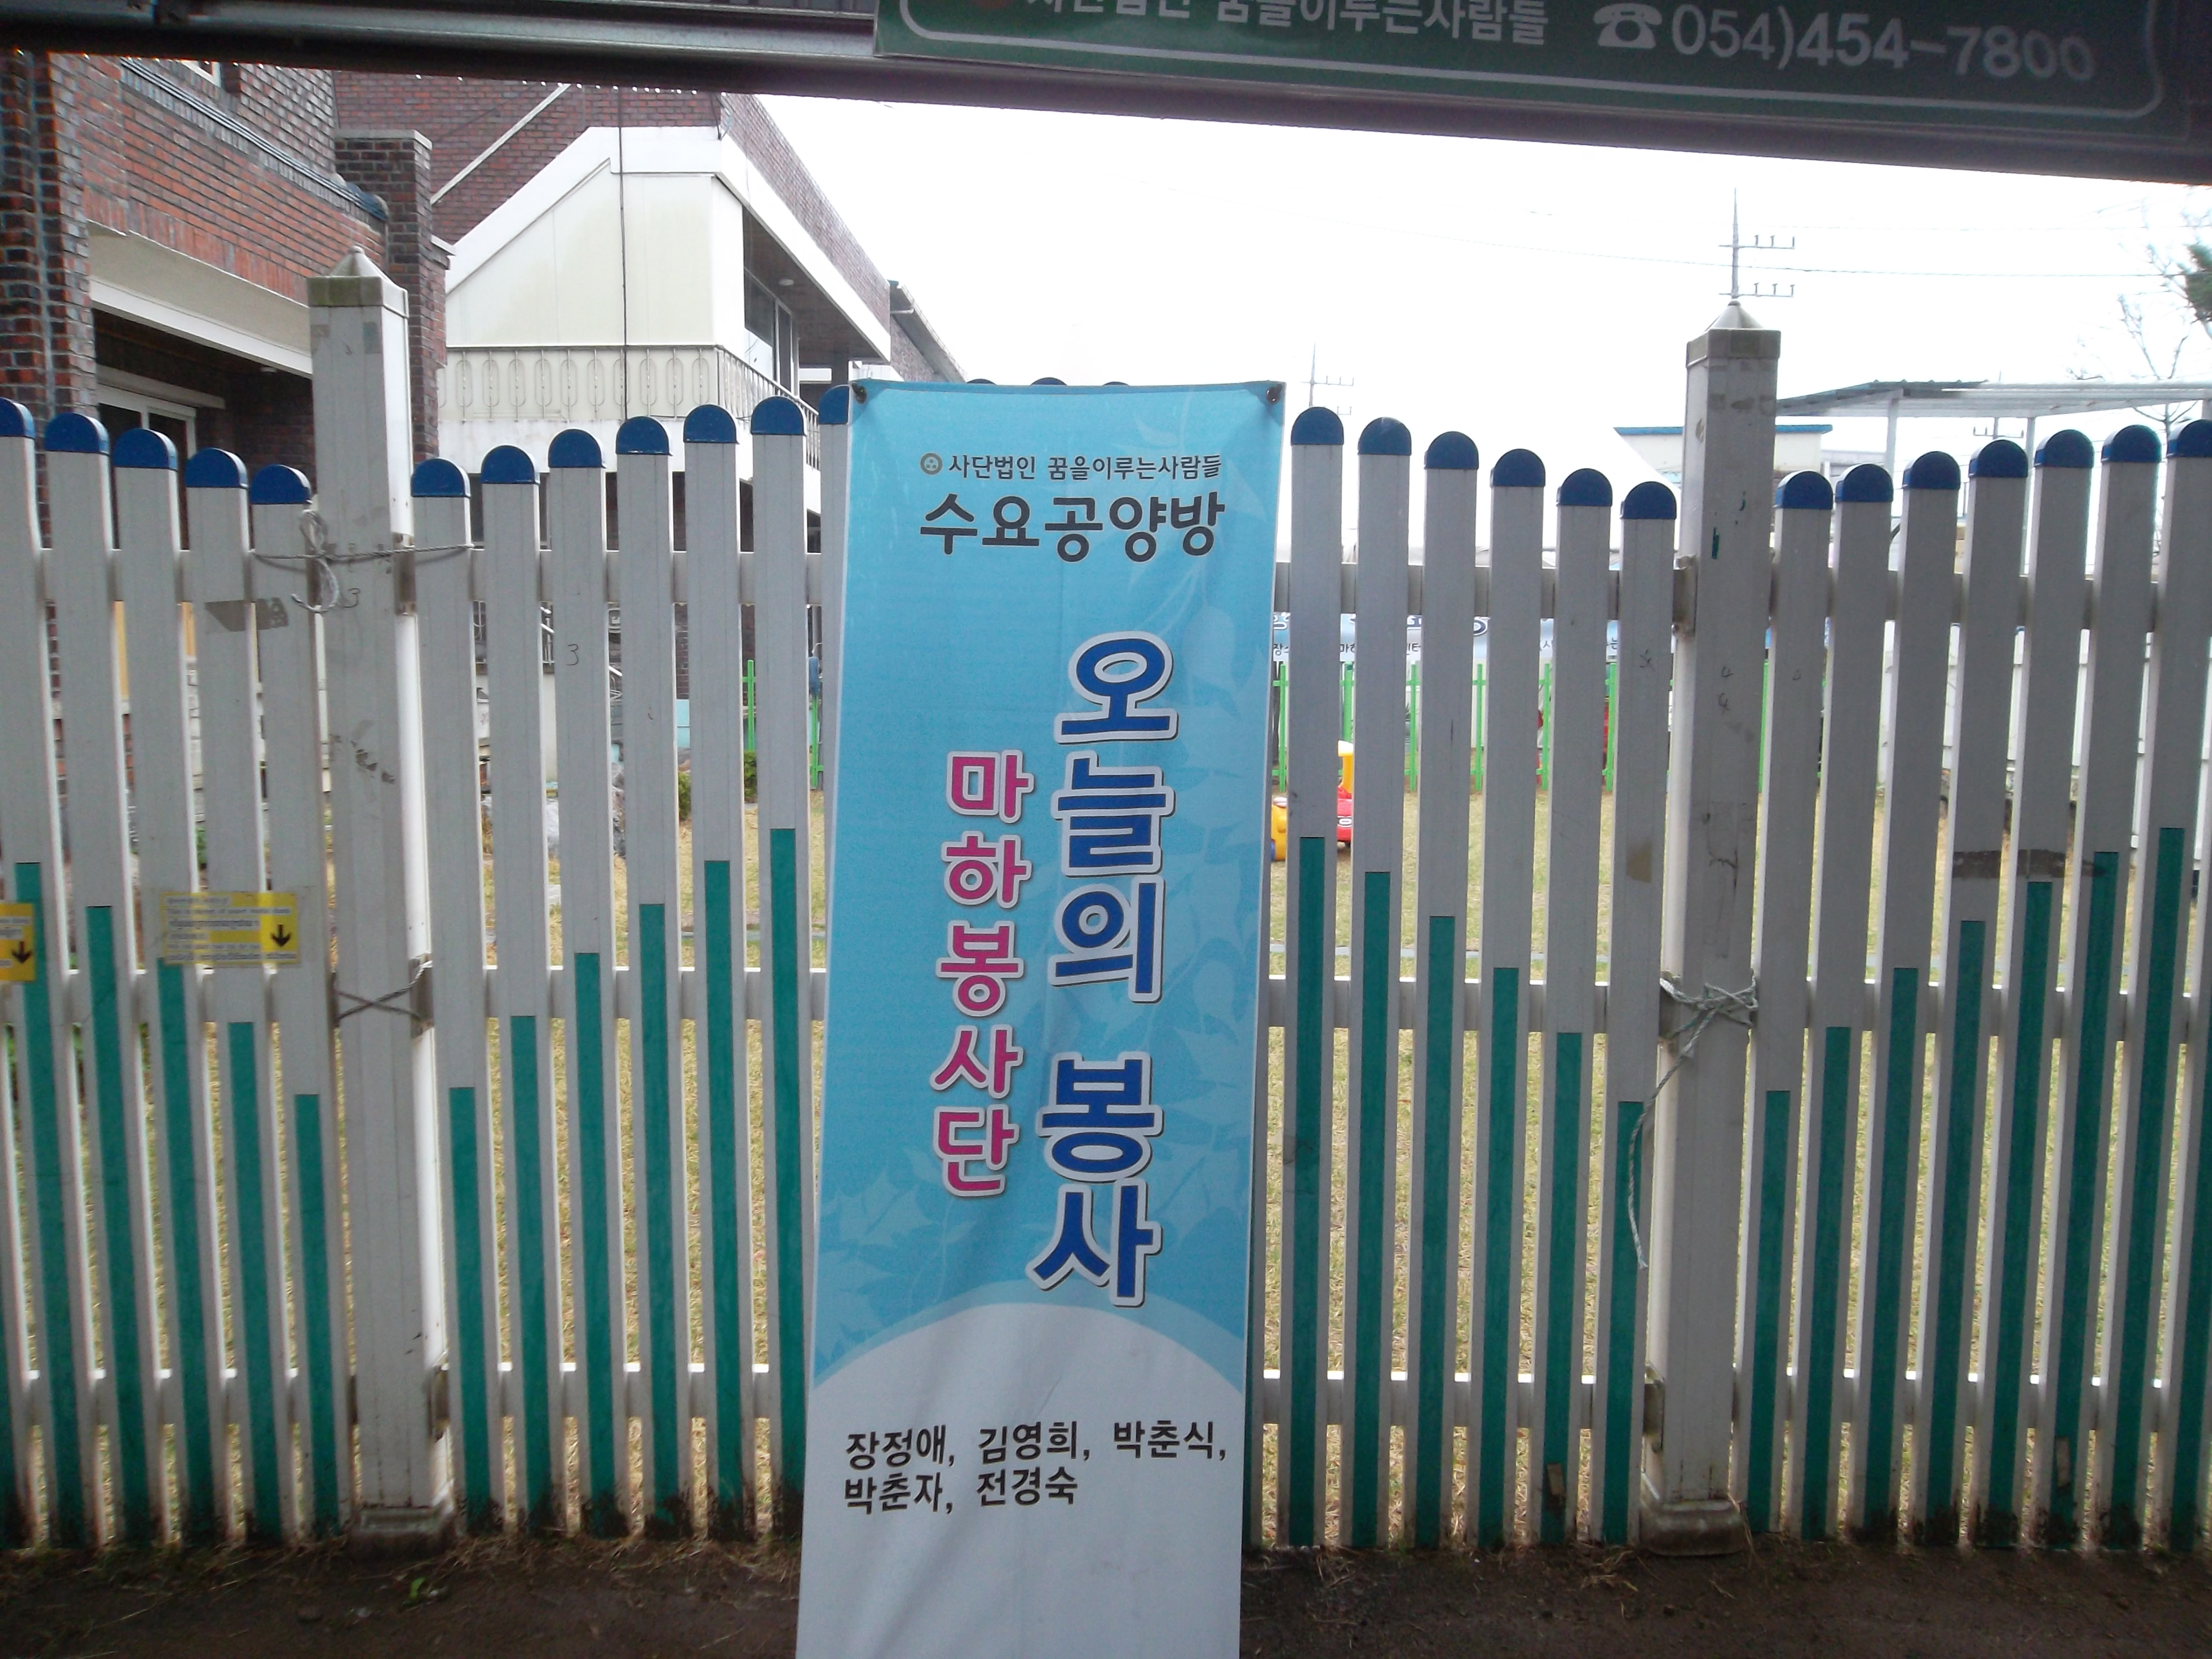 사단법인 꿈을이루는사람들 ☎054)454-7800
사단법인 꿈을이루는사람들
수요공양방
오늘의 봉사
마하봉사단
장정애, 김영희, 박춘식,
박춘자, 전경숙